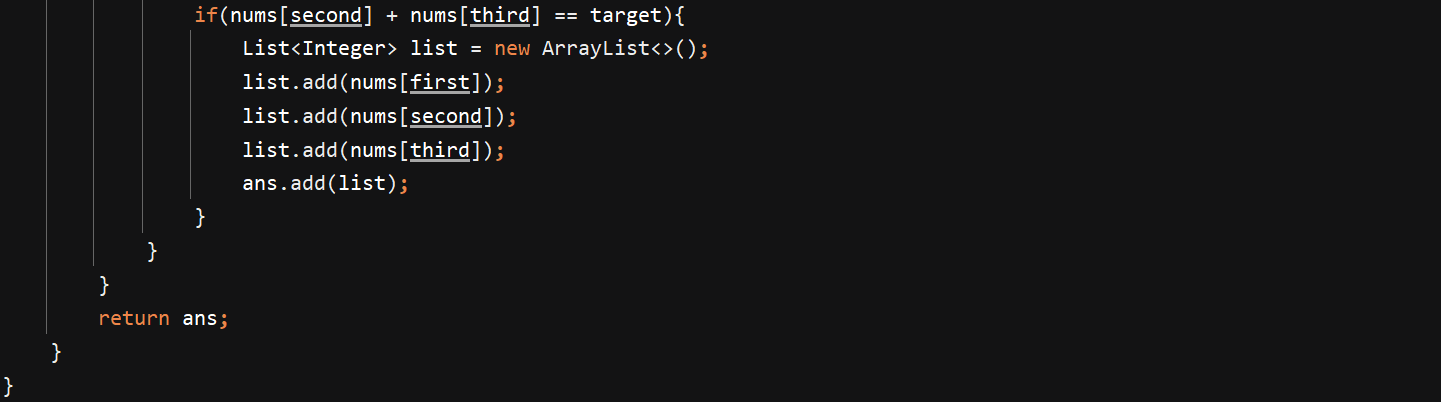 if(nums[second] + nums[third] == target){
List<Integer> list = new ArrayList<>();
list.add(nums[first]);
list.add(nums[second]);
list.add(nums[third]);
ans.add(list);
}
}
}
return ans;
}
}